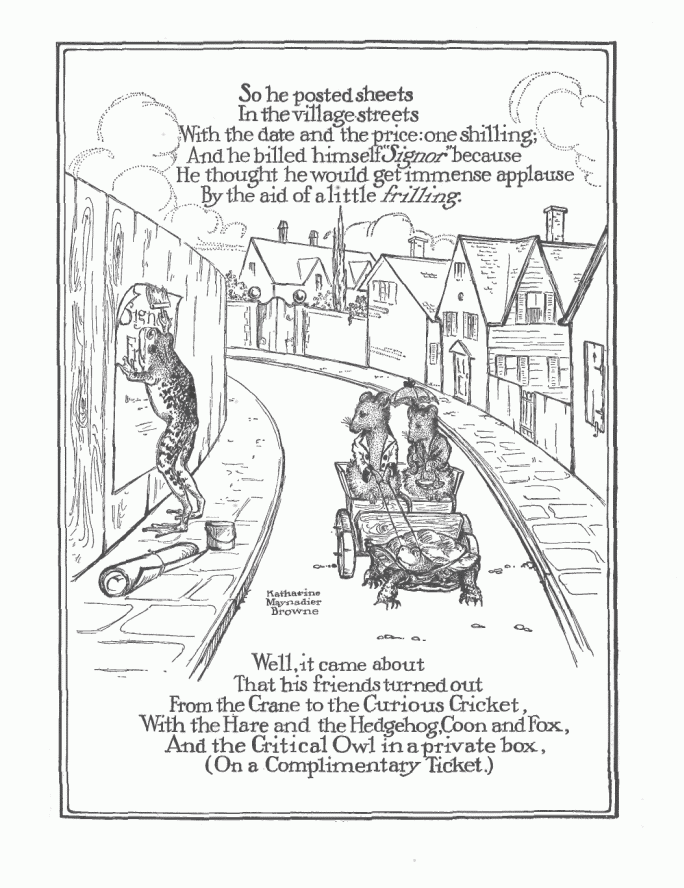 So he posted sheets
In the village streets
With the date and the price: one shilling;
And he billed himself "Signor" because
He thought he would get immense applause
By the aid of a little frilling.
Signor
Katharine
Maynadier
Browne
Well, it came about
That his friends turned out
From the Crane to the Curious Cricket,
With the Hare and the Hedgehog, Coon and Fox,
And the Critical Owl in a private box,
(On a Complimentary Ticket.)